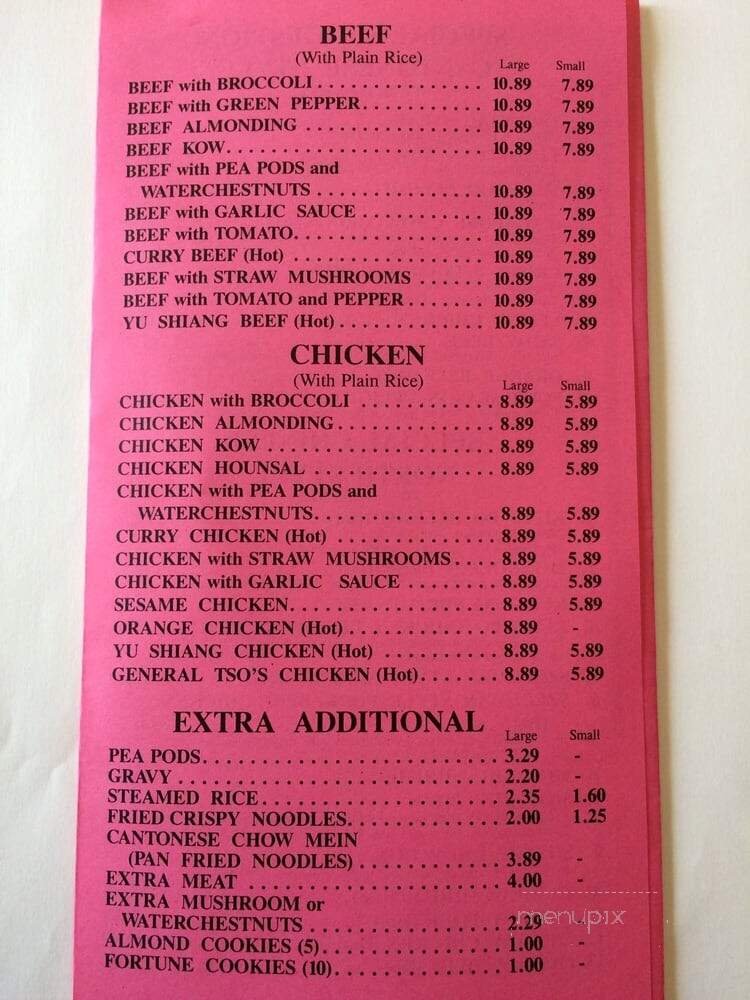 BEEF
(With Plain Rice)
Large Small
BEEF with BROCCOLI . . . . . . . . . . . . . . . 10.89 7.89
BEEF with GREEN PEPPER . . . . . . . . . . . 10.89 7.89
BEEF ALMONDING . . . . . . . . . . . . . . . . 10.89 7.89
BEEF KOW . . . . . . . . . . . . . . . . . . . . . . . 10.89 7.89
BEEF with PEA PODS and
WATERCHESTNUTS . . . . . . . . . . . . . . . 10.89 7.89
BEEF with GARLIC SAUCE . . . . . . . . . . . 10.89 7.89
BEEF with TOMATO . . . . . . . . . . . . . . . . . 10.89 7.89
CURRY BEEF (Hot) . . . . . . . . . . . . . . . . . 10.89 7.89
BEEF with STRAW MUSHROOMS . . . . . . 10.89 7.89
BEEF with TOMATO and PEPPER . . . . . . . 10.89 7.89
YU SHIANG BEEF (Hot) . . . . . . . . . . . . . 10.89 7.89
CHICKEN
(With Plain Rice)
Large Small
CHICKEN with BROCCOLI . . . . . . . . . . . . 8.89 5.89
CHICKEN ALMONDING . . . . . . . . . . . . . . 8.89 5.89
CHICKEN KOW . . . . . . . . . . . . . . . . . . . . 8.89 5.89
CHICKEN HOUNSAL . . . . . . . . . . . . . . . . 8.89 5.89
CHICKEN with PEA PODS and
WATERCHESTNUTS . . . . . . . . . . . . . . . . 8.89 5.89
CURRY CHICKEN (Hot) . . . . . . . . . . . . . . 8.89 5.89
CHICKEN with STRAW MUSHROOMS . . . . 8.89 5.89
CHICKEN with GARLIC SAUCE . . . . . . . . 8.89 5.89
SESAME CHICKEN . . . . . . . . . . . . . . . . . . 8.89 5.89
ORANGE CHICKEN (Hot) . . . . . . . . . . . . . 8.89 -
YU SHIANG CHICKEN (Hot) . . . . . . . . . . 8.89 5.89
GENERAL TSO'S CHICKEN (Hot) . . . . . . . 8.89 5.89
EXTRA ADDITIONAL
Large Small
PEA PODS . . . . . . . . . . . . . . . . . . . . . . . . . 3.29 -
GRAVY . . . . . . . . . . . . . . . . . . . . . . . . . . . 2.20 -
STEAMED RICE . . . . . . . . . . . . . . . . . . . . 2.35 1.60
FRIED CRISPY NOODLES . . . . . . . . . . . . . 2.00 1.25
CANTONESE CHOW MEIN
(PAN FRIED NOODLES) . . . . . . . . . . . . 3.89 -
EXTRA MEAT . . . . . . . . . . . . . . . . . . . . . 4.00 -
EXTRA MUSHROOM or
WATERCHESTNUTS . . . . . . . . . . . . . . . . 2.29 -
ALMOND COOKIES (5) . . . . . . . . . . . . . . . 1.00 -
FORTUNE COOKIES (10) . . . . . . . . . . . . . . 1.00 -
menupix